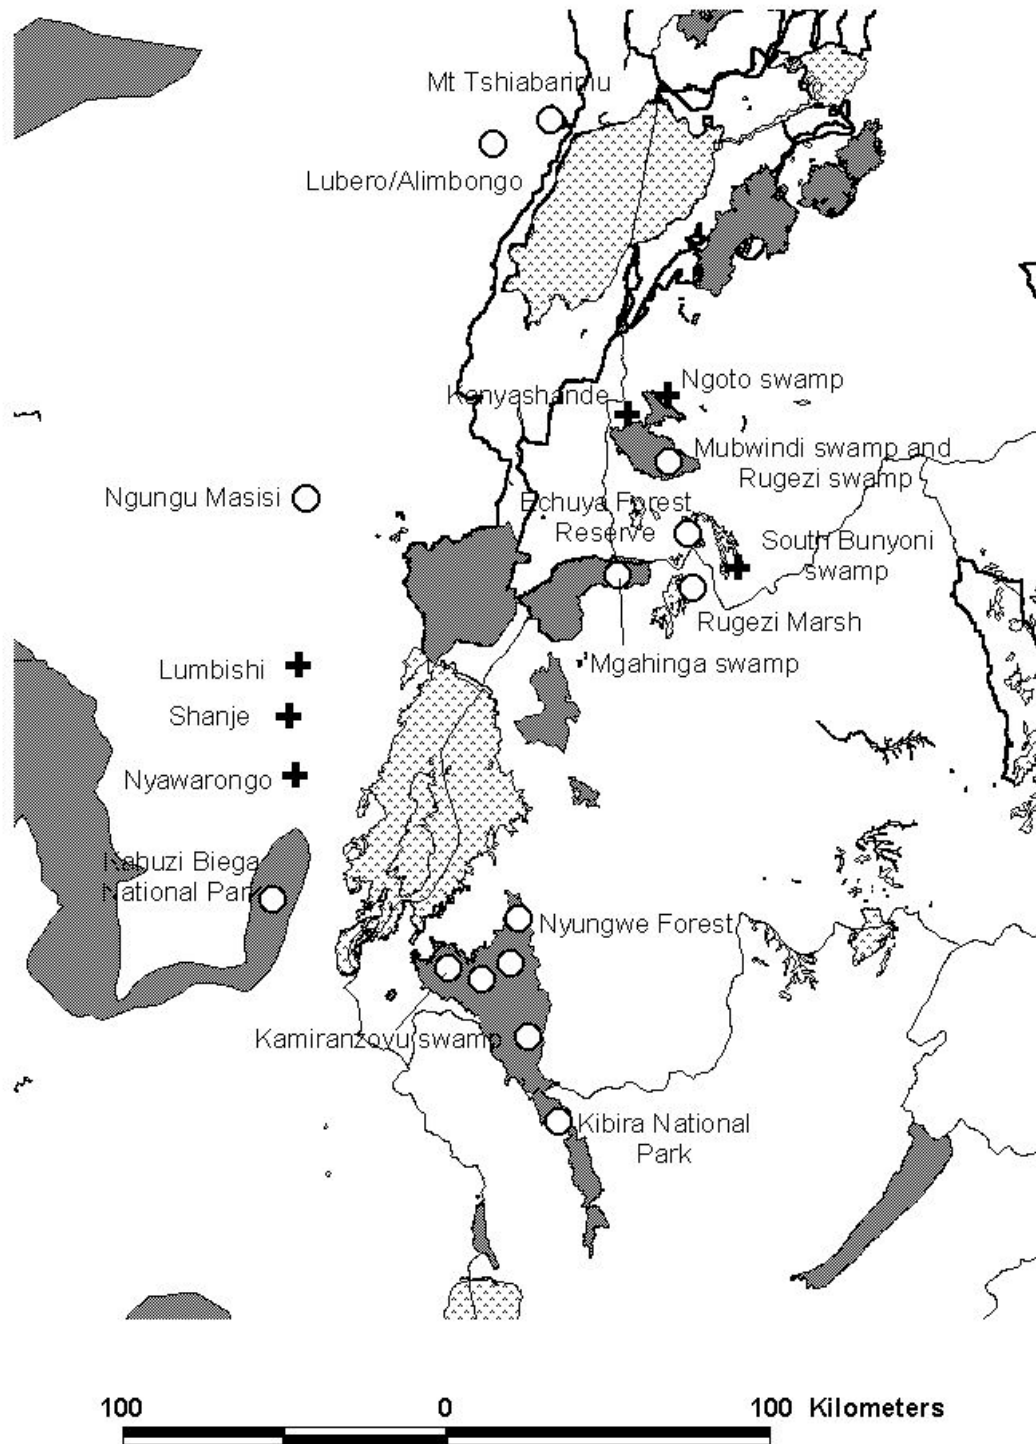 Mt Tshiabarimu
Lubero/Alimbongo
Ngoto swamp
Kanyashande
Mubwindi swamp and
Rugezi swamp
Ngungu Masisi
Echuya Forest
Reserve
South Bunyoni
swamp
Rugezi Marsh
Mgahinga swamp
Lumbishi
Shanje
Nyawarongo
Kahuzi Biega
National Park
Nyungwe Forest
Kamiranzovu swamp
Kibira National
Park
100 0 100 Kilometers